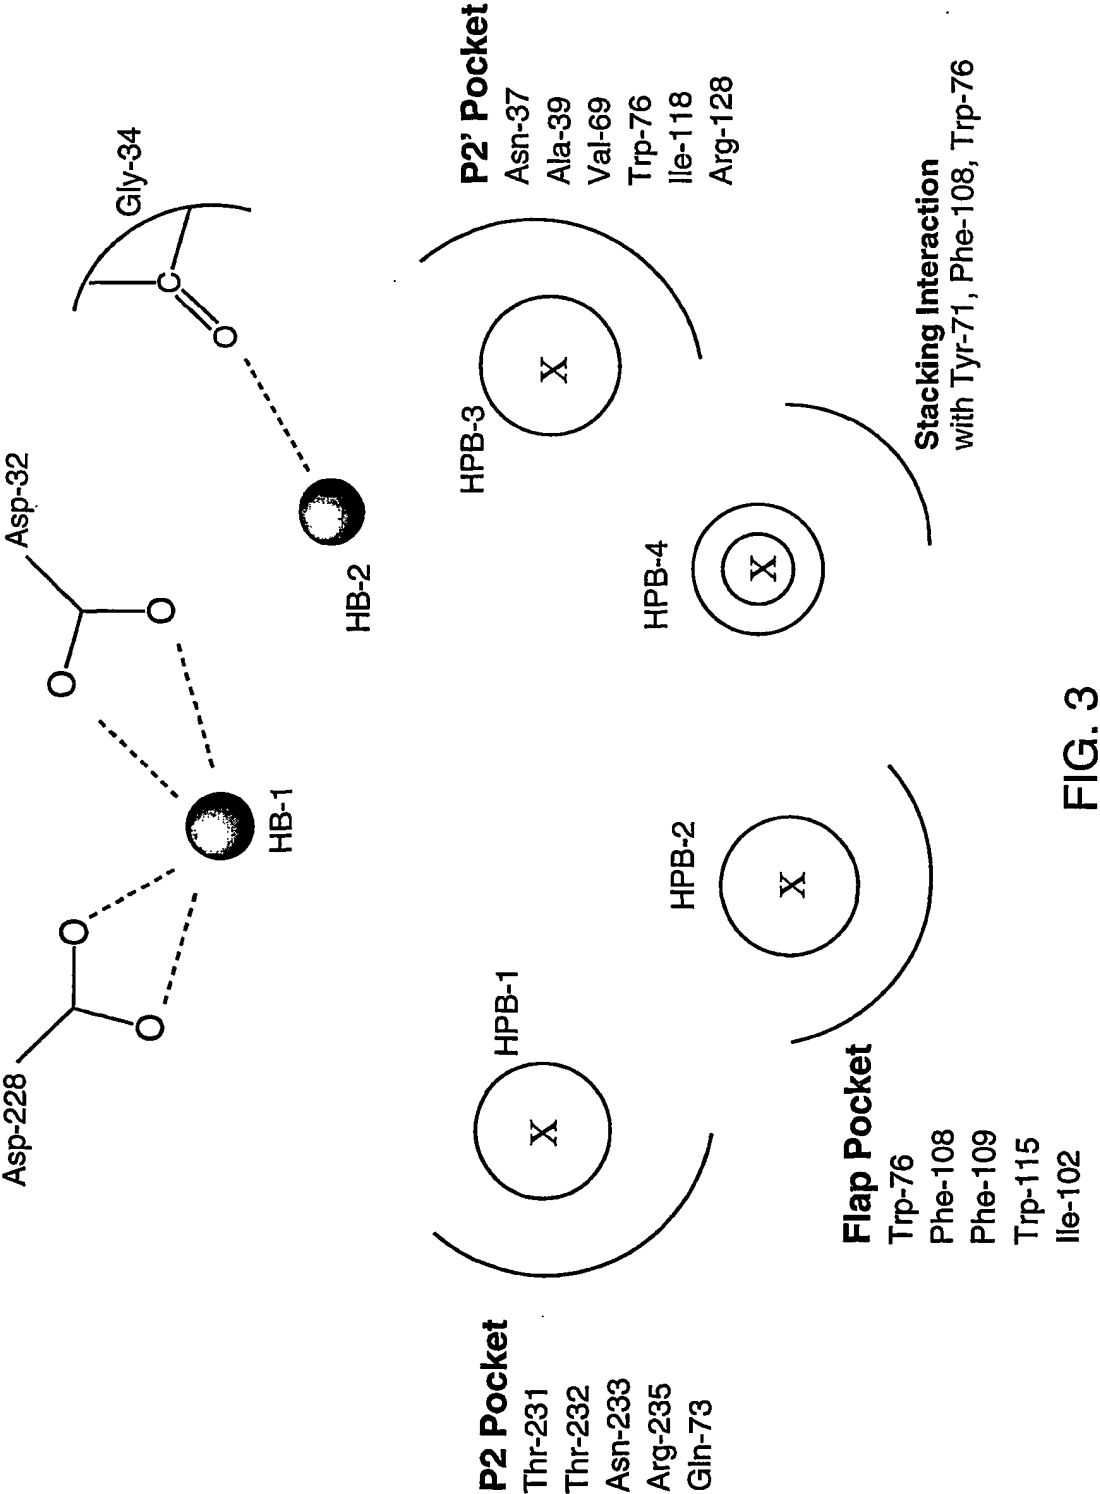 Asp-228
O
O
HB-1
Asp-32
O
O
HB-2
Gly-34
C
O
P2 Pocket
Thr-231
Thr-232
Asn-233
Arg-235
Gln-73
HPB-1
X
HPB-3
X
P2' Pocket
Asn-37
Ala-39
Val-69
Trp-76
Ile-118
Arg-128
HPB-2
X
HPB-4
X
Flap Pocket
Trp-76
Phe-108
Phe-109
Trp-115
Ile-102
Stacking Interaction
with Tyr-71, Phe-108, Trp-76
FIG. 3